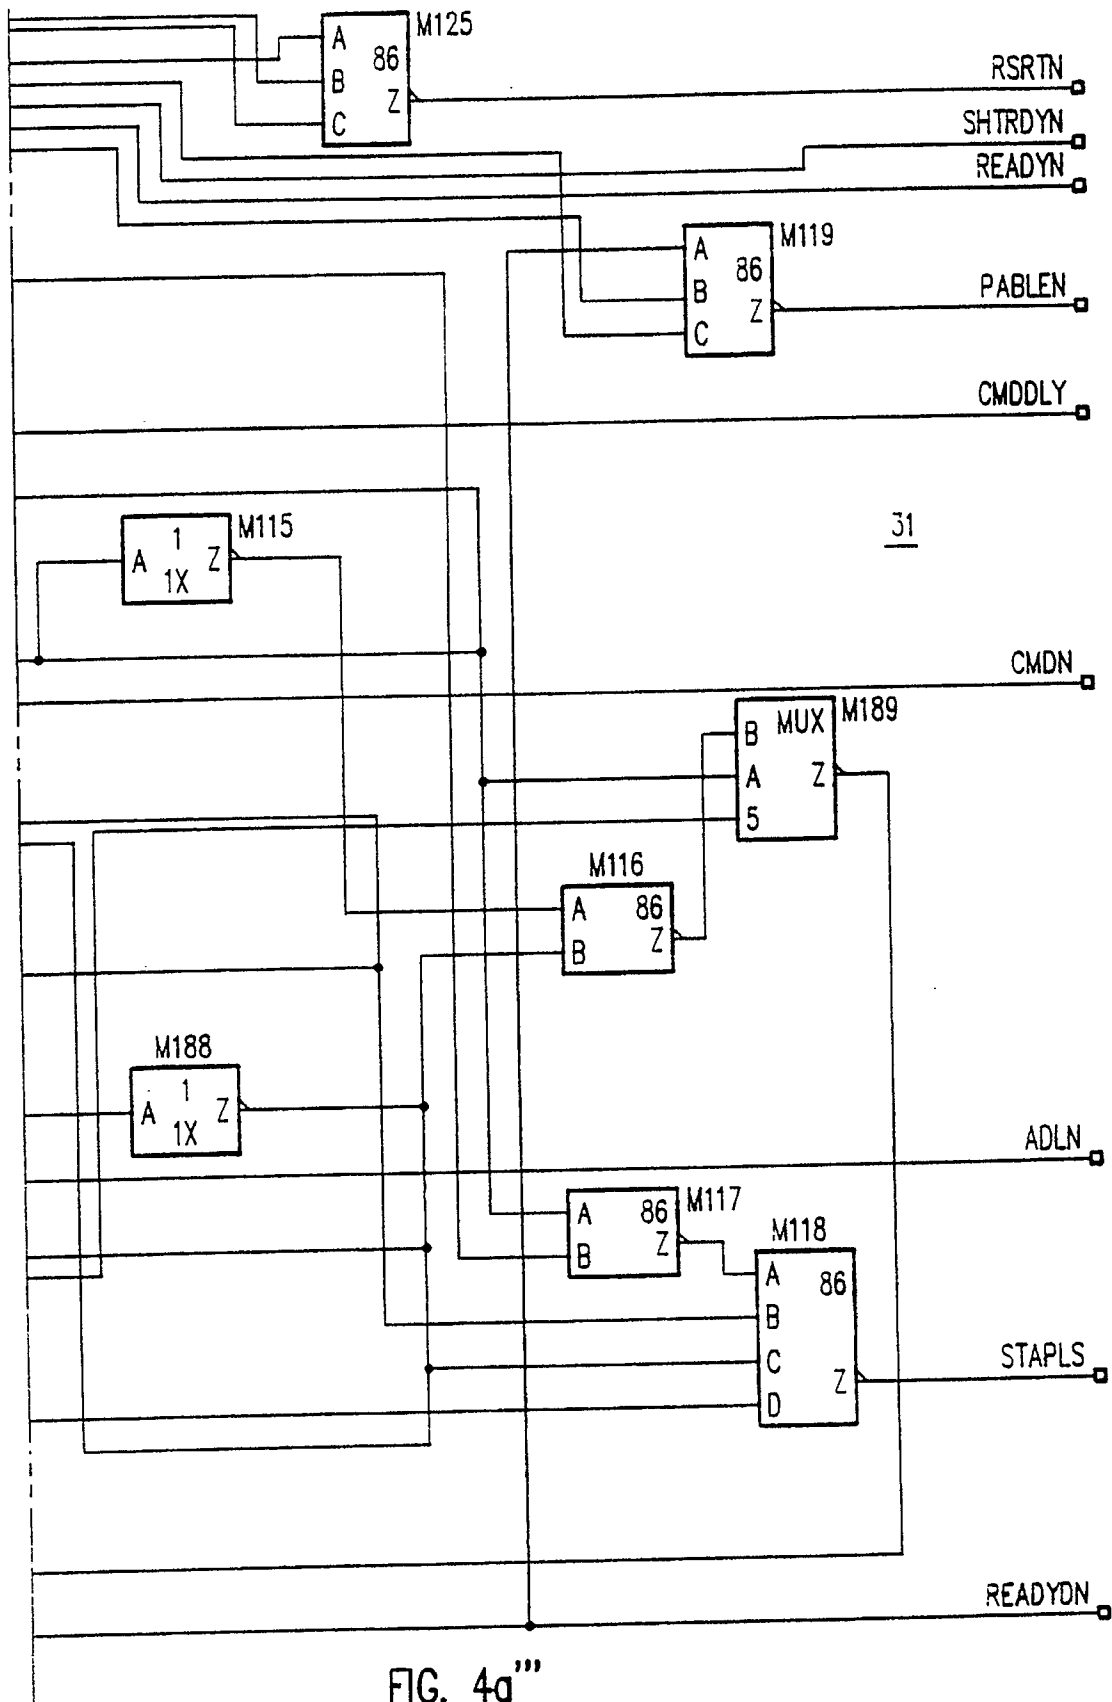 M125
A
86
B
Z
C
RSRTN
SHTRDYN
READYN
M119
A
86
B
Z
C
PABLEN
CMDDLY
31
M115
1
A Z
1X
CMDN
M189
MUX
B
A Z
5
M116
A 86
B Z
M188
1
A Z
1X
ADLN
M117
A 86
B Z
M118
A 86
B
C
Z
D
STAPLS
READYDN
FIG. 4a'''